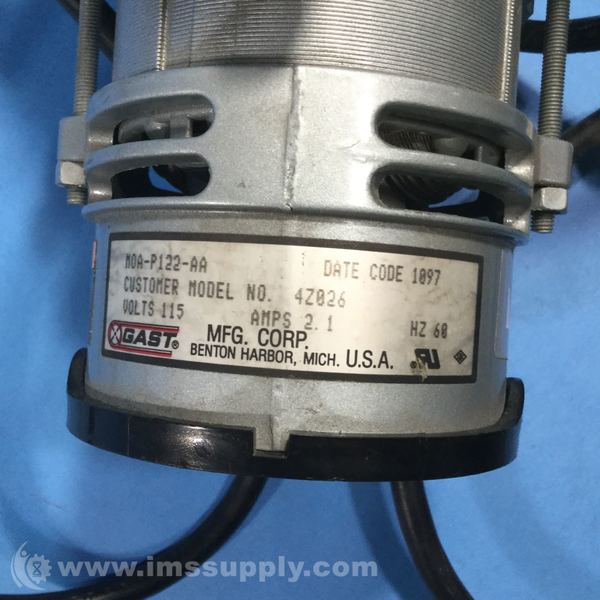 MOA-P122-AA DATE CODE 1097
CUSTOMER MODEL NO. 4Z026
VOLTS 115 AMPS 2.1 HZ 60
GAST® MFG. CORP.
BENTON HARBOR, MICH. U.S.A.
www.imssupply.com